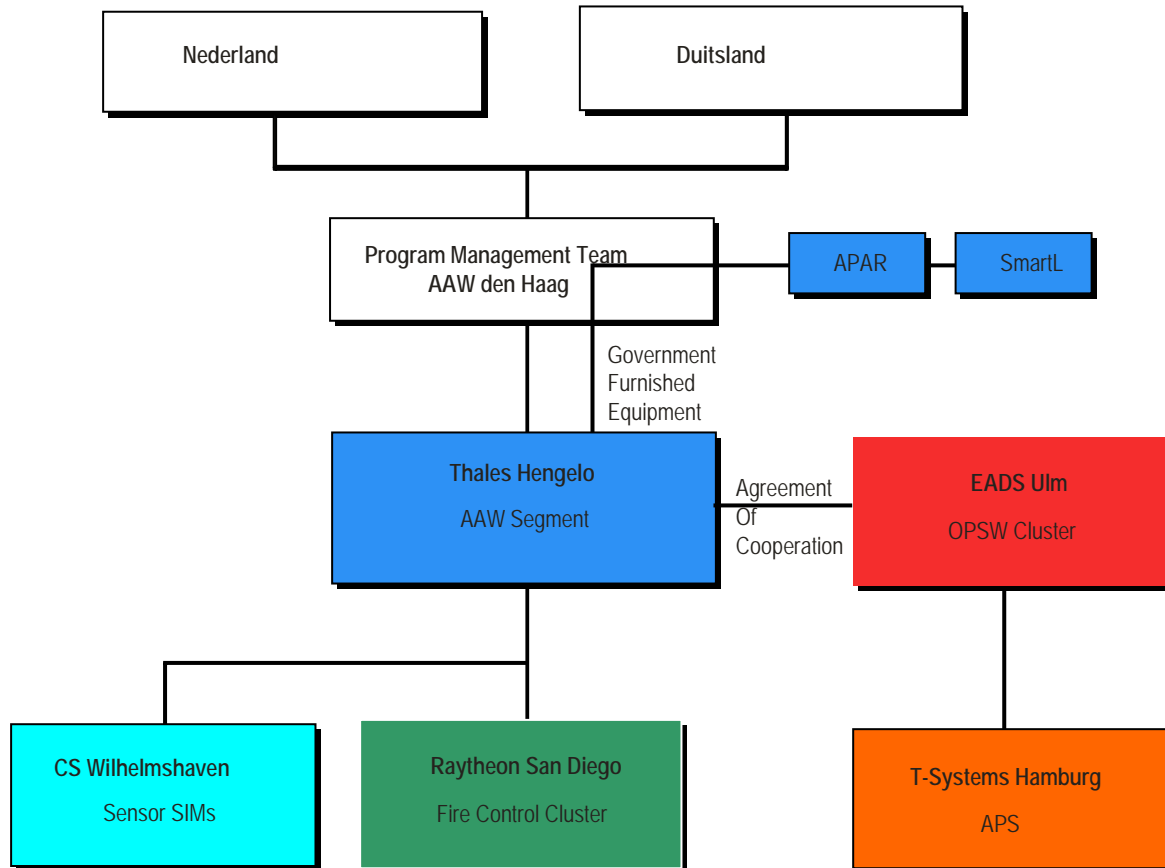 Nederland
Duitsland
Program Management Team
AAW den Haag
APAR
SmartL
Government
Furnished
Equipment
Thales Hengelo
AAW Segment
Agreement
Of
Cooperation
EADS Ulm
OPSW Cluster
CS Wilhelmshaven
Sensor SIMs
Raytheon San Diego
Fire Control Cluster
T-Systems Hamburg
APS